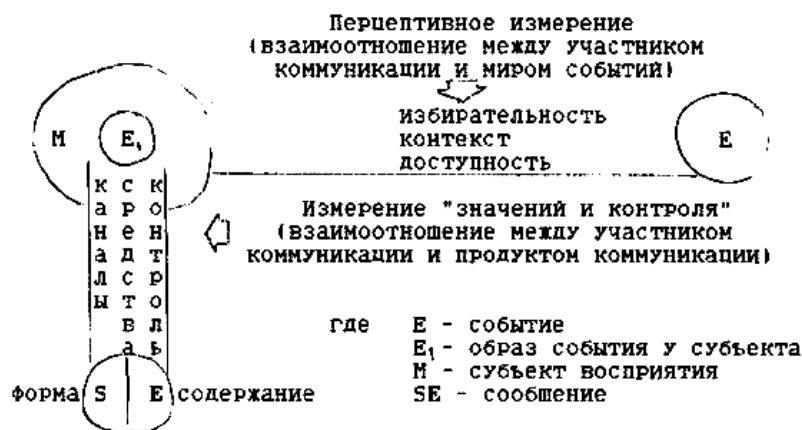 Перцептивное измерение
(взаимоотношение между участником
коммуникации и миром событий)
избирательность
контекст
доступность
M
E₁
E
каналы
средства
контроль
Измерение "значений и контроля"
(взаимоотношение между участником
коммуникации и продуктом коммуникации)
где
E - событие
E₁ - образ события у субъекта
M - субъект восприятия
SE - сообшение
форма S E содержание